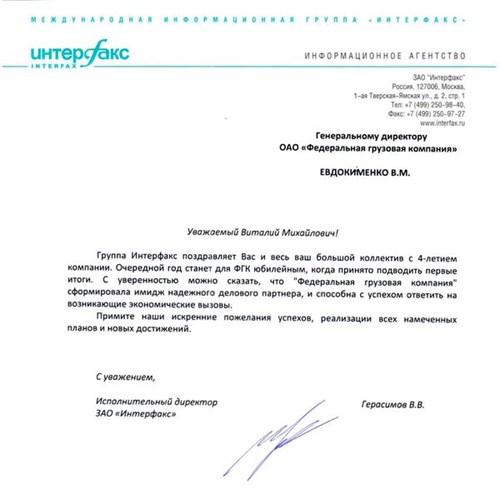 МЕЖДУНАРОДНАЯ ИНФОРМАЦИОННАЯ ГРУППА «ИНТЕРФАКС»
интерфакс
INTERFAX
ИНФОРМАЦИОННОЕ АГЕНТСТВО
ЗАО "Интерфакс"
Россия, 127006, Москва,
1-ая Тверская-Ямская ул., д. 2, стр. 1
Тел: +7 (499) 250-98-40,
Факс: +7 (499) 250-97-27
www.interfax.ru
Генеральному директору
ОАО «Федеральная грузовая компания»
ЕВДОКИМЕНКО В.М.
Уважаемый Виталий Михайлович!
Группа Интерфакс поздравляет Вас и весь ваш большой коллектив с 4-летием
компании. Очередной год станет для ФГК юбилейным, когда принято подводить первые
итоги. С уверенностью можно сказать, что "Федеральная грузовая компания"
сформировала имидж надежного делового партнера, и способна с успехом ответить на
возникающие экономические вызовы.
Примите наши искренние пожелания успехов, реализации всех намеченных
планов и новых достижений.
С уважением,
Исполнительный директор
ЗАО «Интерфакс»
Герасимов В.В.